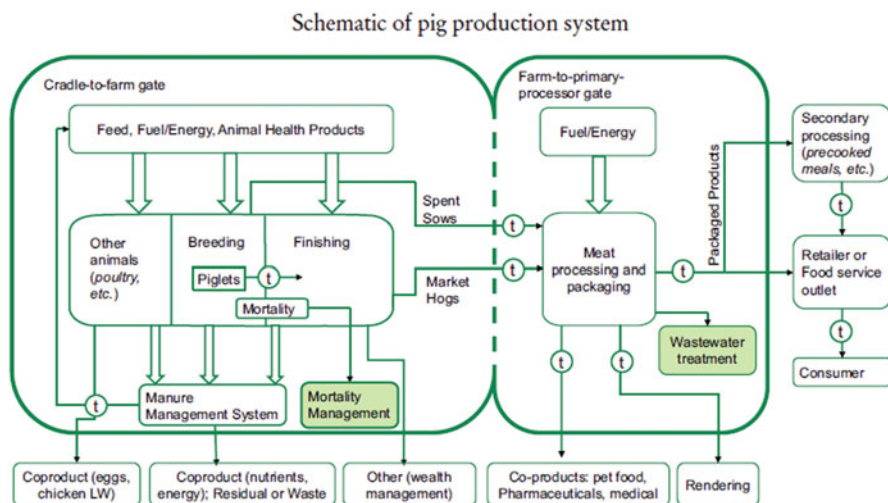 Schematic of pig production system
Cradle-to-farm gate
Feed, Fuel/Energy, Animal Health Products
Other
animals
(poultry,
etc.)
Breeding
Finishing
Piglets
t
Mortality
Spent
Sows
t
Market
Hogs
t
t
Manure
Management System
Mortality
Management
Farm-to-primary-
processor gate
Fuel/Energy
Meat
processing and
packaging
t
Packaged Products
t
t
Wastewater
treatment
Secondary
processing
(precooked
meals, etc.)
t
Retailer or
Food service
outlet
t
Consumer
Coproduct (eggs,
chicken LW)
Coproduct (nutrients,
energy); Residual or Waste
Other (wealth
management)
Co-products: pet food,
Pharmaceuticals, medical
Rendering